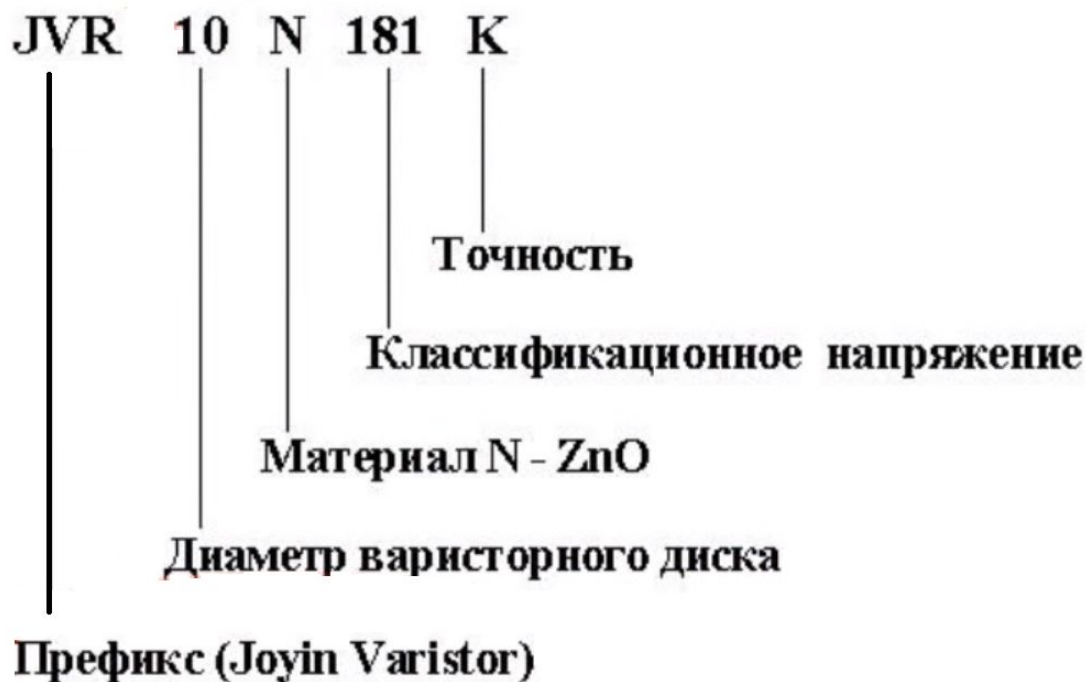 JVR 10 N 181 K
Точность
Классификационное напряжение
Материал N - ZnO
Диаметр варисторного диска
Префикс (Joyin Varistor)